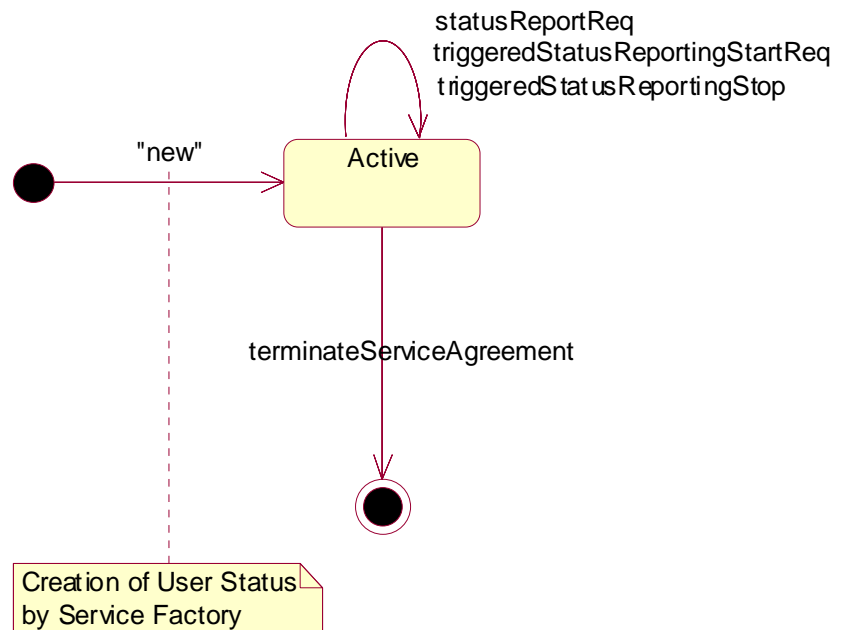 statusReportReq
triggeredStatusReportingStartReq
triggeredStatusReportingStop
"new"
Active
terminateServiceAgreement
Creation of User Status
by Service Factory